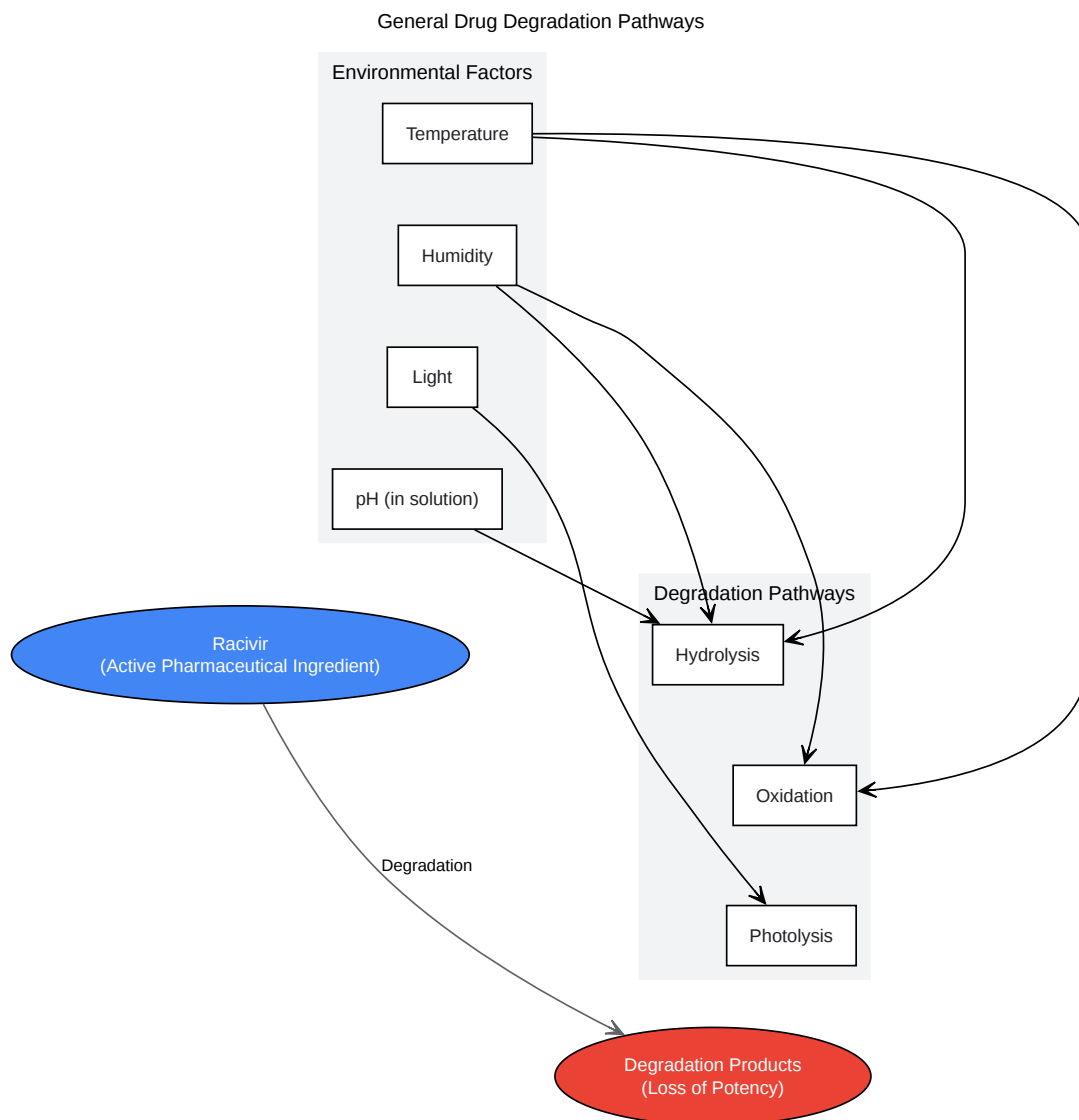 General Drug Degradation Pathways
Environmental Factors
Temperature
Humidity
Light
pH (in solution)
Degradation Pathways
Hydrolysis
Racivir
(Active Pharmaceutical Ingredient)
Oxidation
Degradation
Photolysis
Degradation Products
(Loss of Potency)